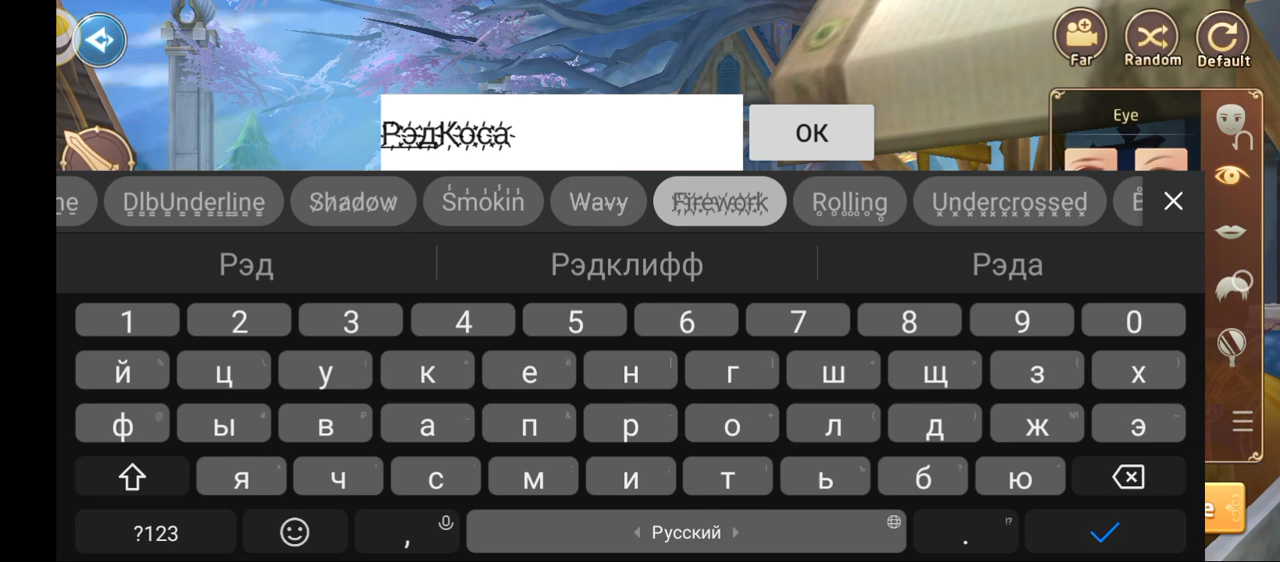 Far
Random
Default
Eye
РэдКоса
OK
ne
DlbUnderline
Shadow
Smokin
Wavy
Firework
Rolling
Undercrossed
Рэд
Рэдклифф
Рэда
1 2 3 4 5 6 7 8 9 0
й ц у к е н г ш щ з х
ф ы в а п р о л д ж э
я ч с м и т ь б ю
?123
,
Русский
.
!?
e